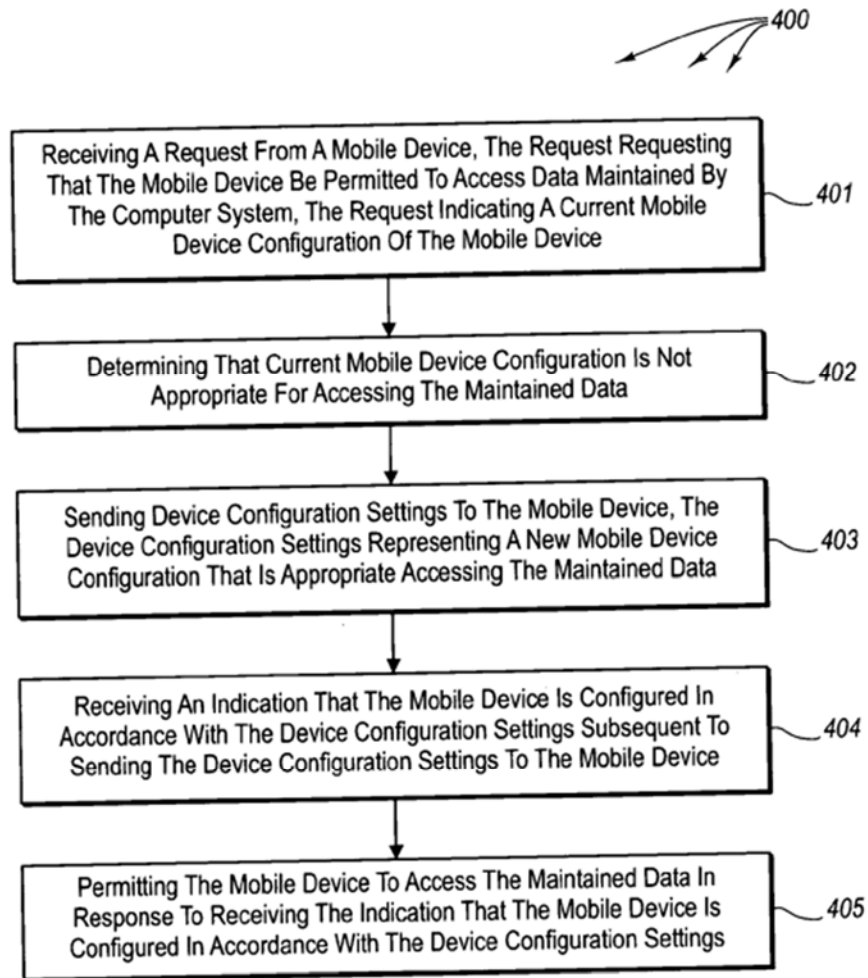 400
Receiving A Request From A Mobile Device, The Request Requesting
That The Mobile Device Be Permitted To Access Data Maintained By
The Computer System, The Request Indicating A Current Mobile
Device Configuration Of The Mobile Device
401
Determining That Current Mobile Device Configuration Is Not
Appropriate For Accessing The Maintained Data
402
Sending Device Configuration Settings To The Mobile Device, The
Device Configuration Settings Representing A New Mobile Device
Configuration That Is Appropriate Accessing The Maintained Data
403
Receiving An Indication That The Mobile Device Is Configured In
Accordance With The Device Configuration Settings Subsequent To
Sending The Device Configuration Settings To The Mobile Device
404
Permitting The Mobile Device To Access The Maintained Data In
Response To Receiving The Indication That The Mobile Device Is
Configured In Accordance With The Device Configuration Settings
405